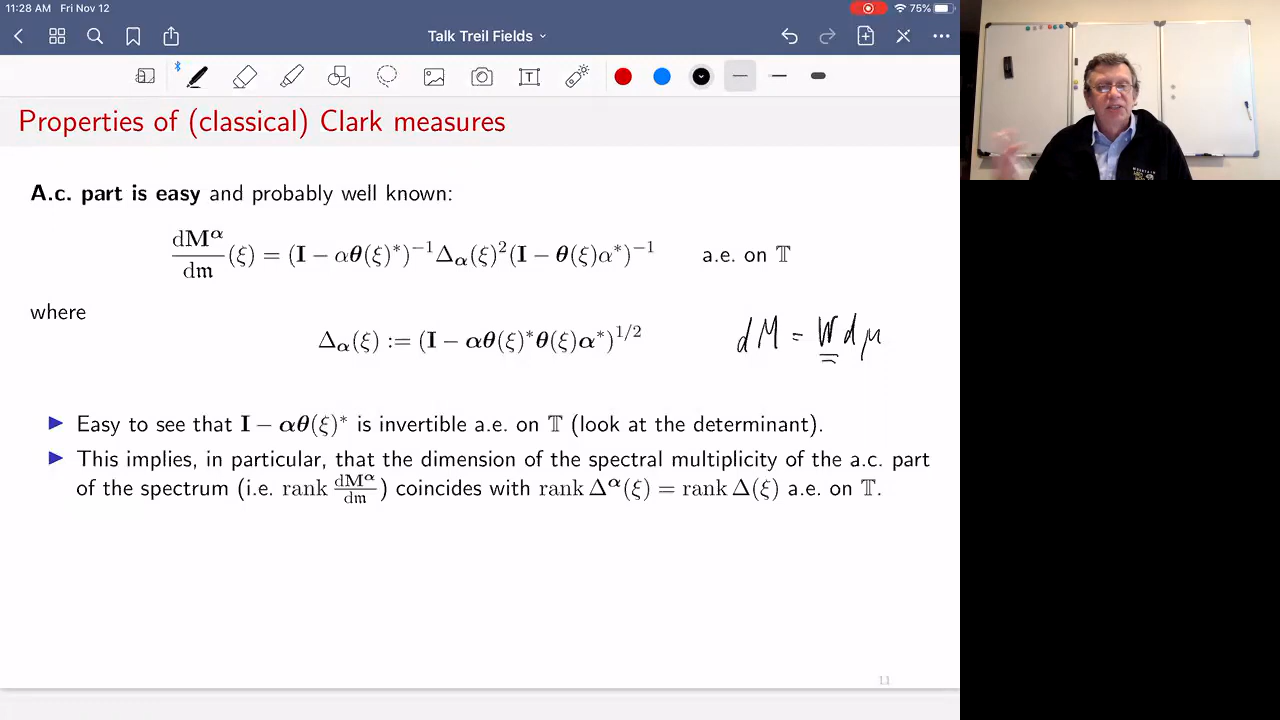 11:28 AM Fri Nov 12
75%
Talk Treil Fields
Properties of (classical) Clark measures
A.c. part is easy and probably well known:
dM^α/dm (ξ) = (I − αθ(ξ)*)^−1 Δ_α(ξ)^2 (I − θ(ξ)α*)^−1 a.e. on 𝕋
where
Δ_α(ξ) := (I − αθ(ξ)*θ(ξ)α*)^1/2
dM = W dμ
Easy to see that I − αθ(ξ)* is invertible a.e. on 𝕋 (look at the determinant).
This implies, in particular, that the dimension of the spectral multiplicity of the a.c. part
of the spectrum (i.e. rank dM^α/dm) coincides with rank Δ^α(ξ) = rank Δ(ξ) a.e. on 𝕋.
11